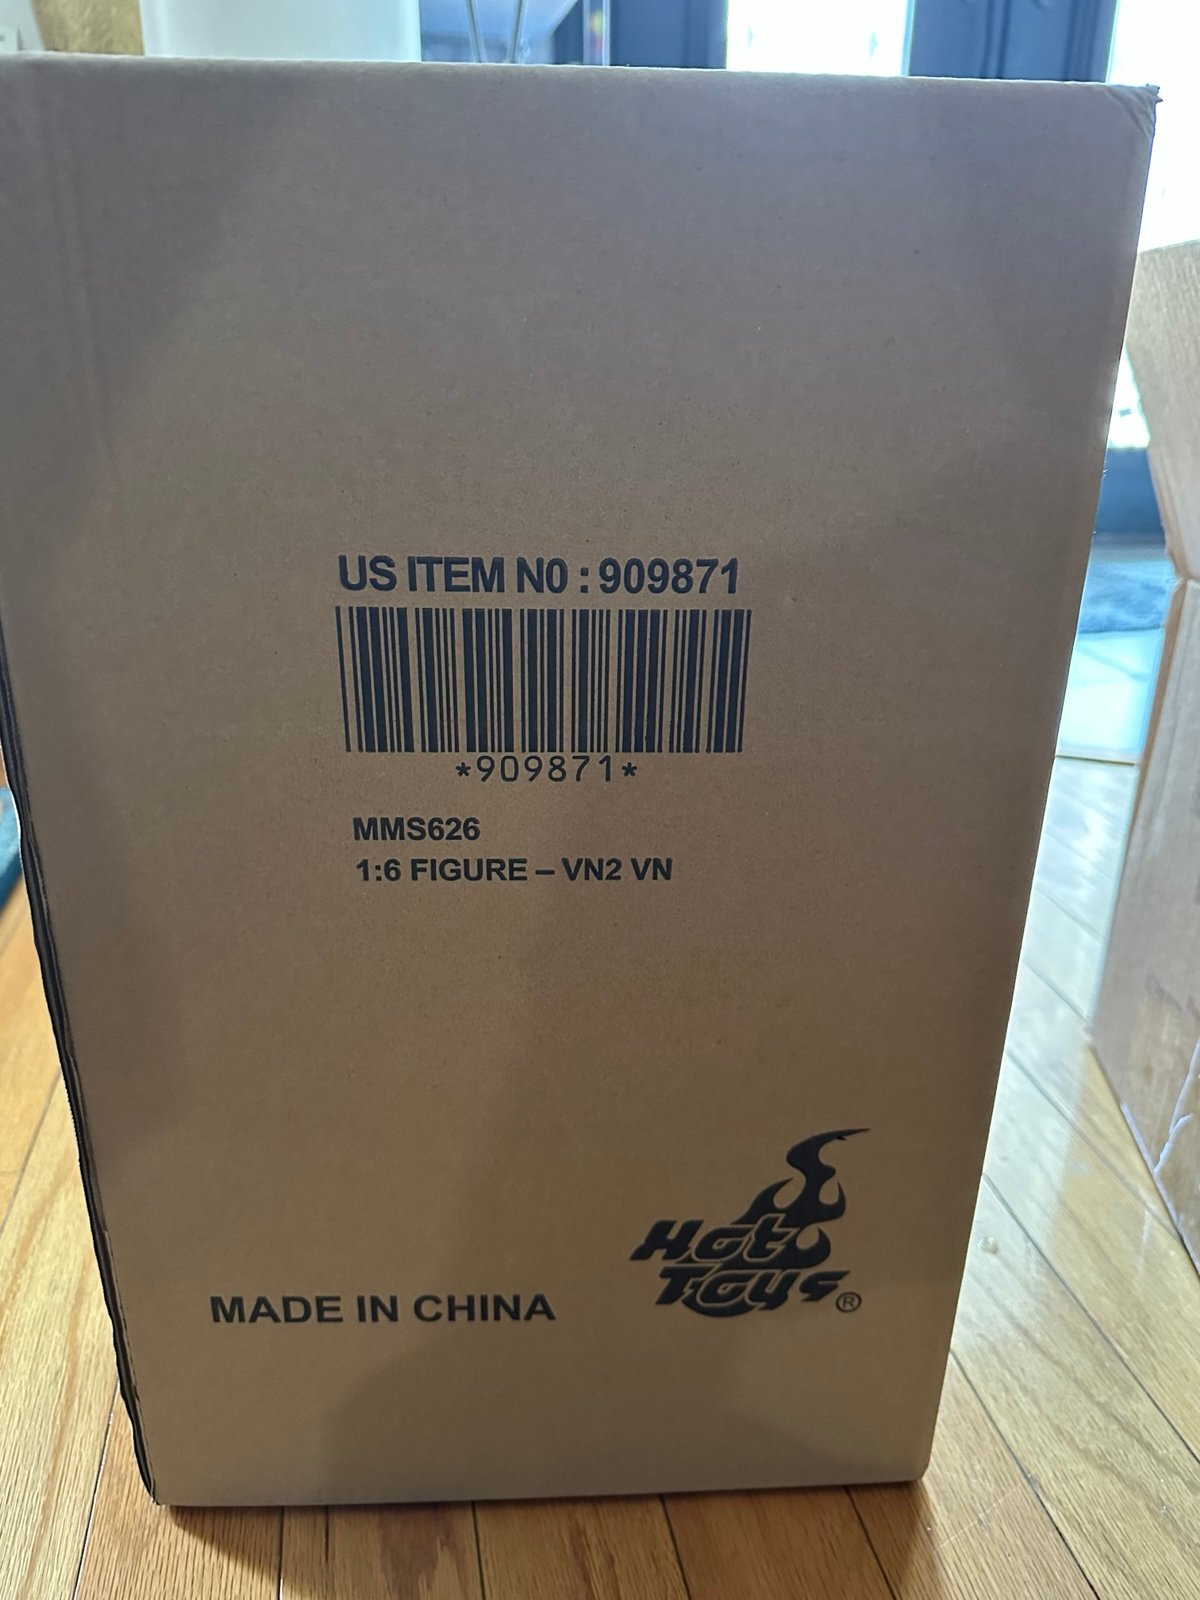 US ITEM NO : 909871
*909871*
MMS626
1:6 FIGURE – VN2 VN
Hot
Toys ®
MADE IN CHINA